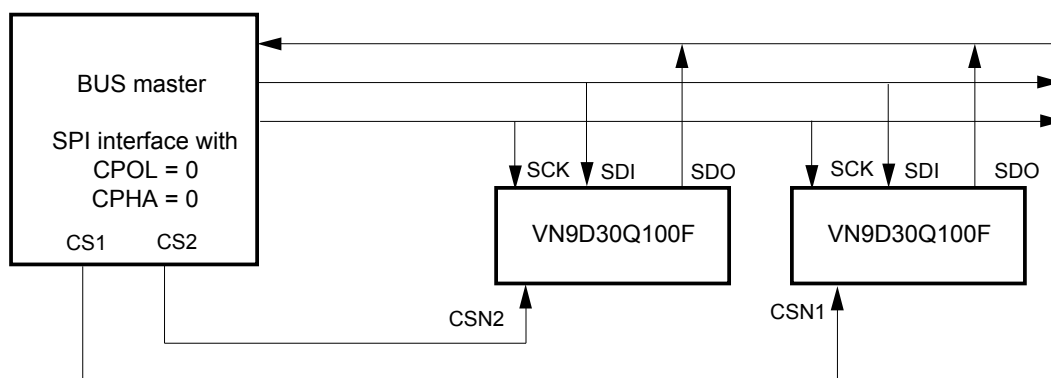 BUS master
SPI interface with
CPOL = 0
CPHA = 0
CS1 CS2
SCK SDI SDO
VN9D30Q100F
CSN2
SCK SDI SDO
VN9D30Q100F
CSN1